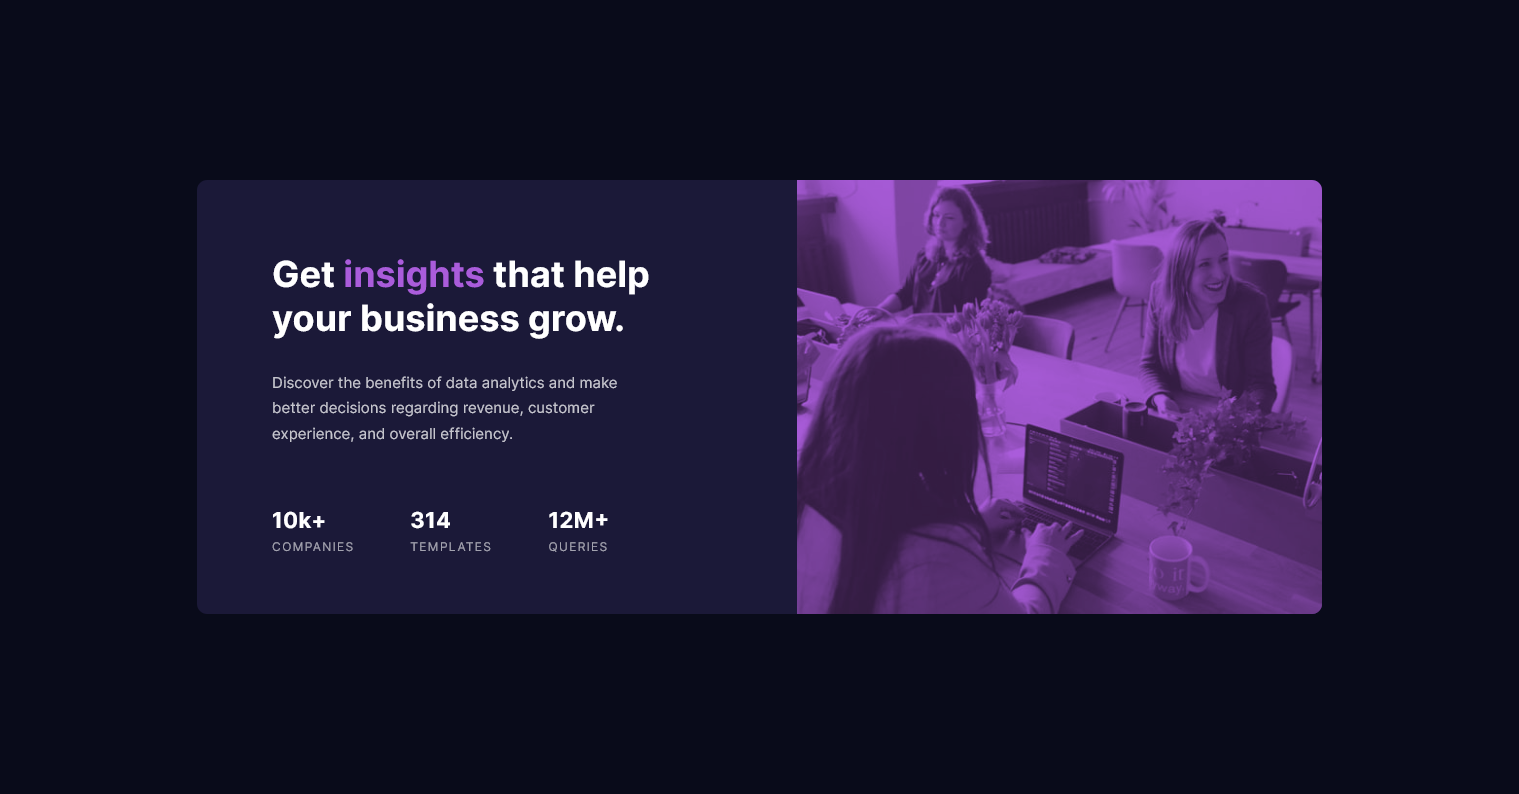 Get insights that help
your business grow.
Discover the benefits of data analytics and make
better decisions regarding revenue, customer
experience, and overall efficiency.
10k+ 314 12M+
COMPANIES TEMPLATES QUERIES